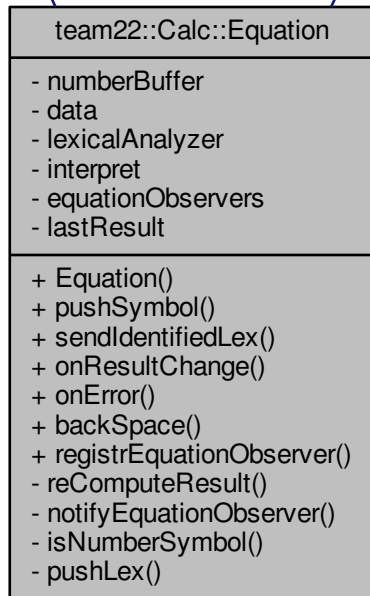 team22::Calc::Equation
- numberBuffer
- data
- lexicalAnalyzer
- interpret
- equationObservers
- lastResult
+ Equation()
+ pushSymbol()
+ sendIdentifiedLex()
+ onResultChange()
+ onError()
+ backSpace()
+ registrEquationObserver()
- reComputeResult()
- notifyEquationObserver()
- isNumberSymbol()
- pushLex()